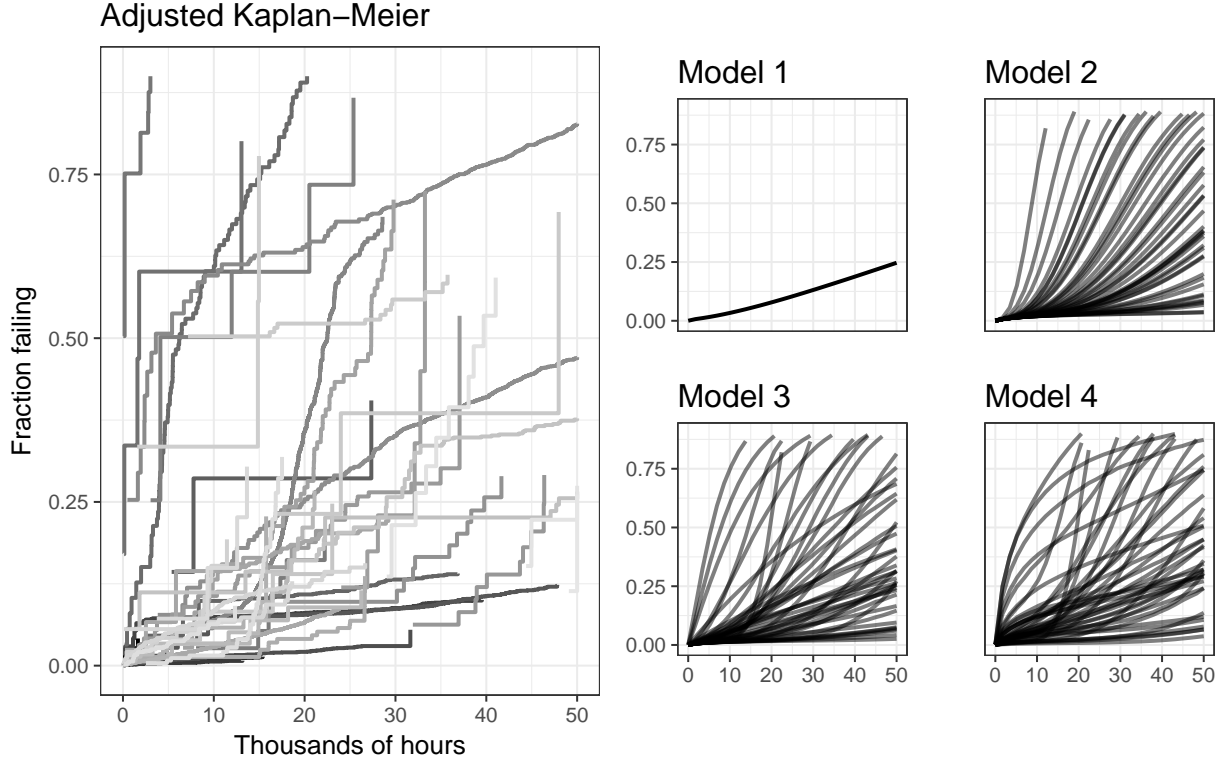 Adjusted Kaplan−Meier
Fraction failing
0.75
0.50
0.25
0.00
0 10 20 30 40 50
Thousands of hours
Model 1
0.75
0.50
0.25
0.00
Model 2
Model 3
0.75
0.50
0.25
0.00
0 10 20 30 40 50
Model 4
0 10 20 30 40 50